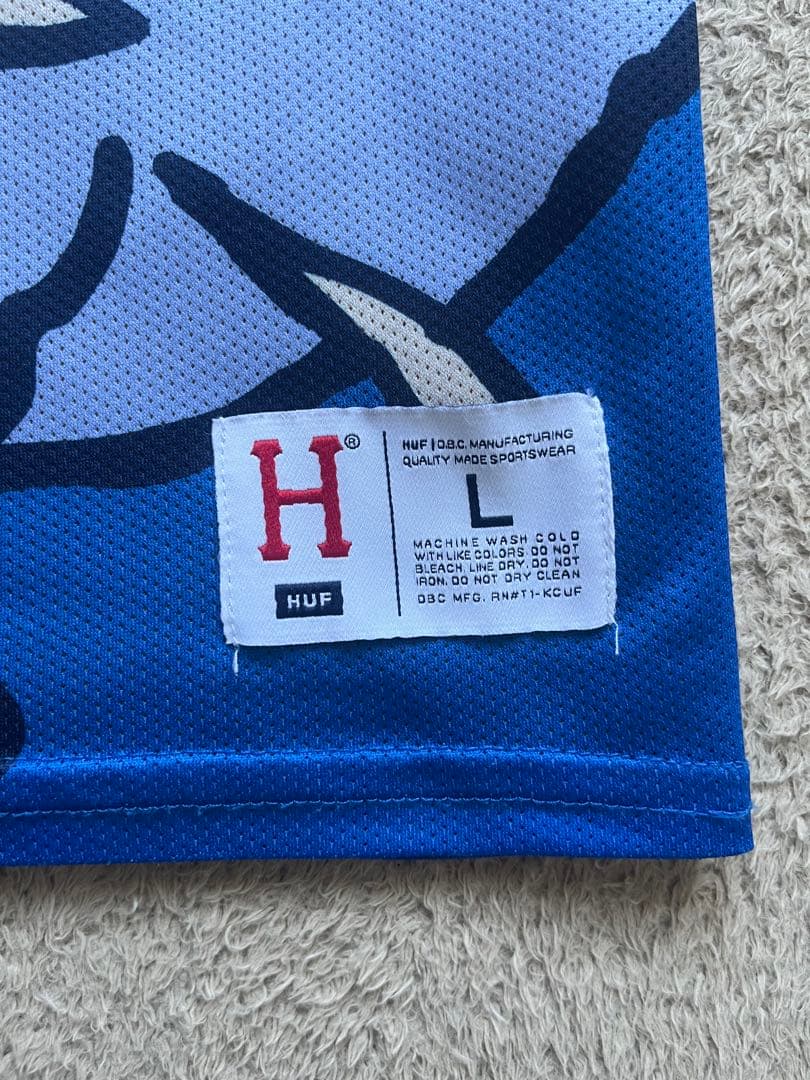 H®
HUF
HUF | D.B.C. MANUFACTURING
QUALITY MADE SPORTSWEAR
L
MACHINE WASH COLD
WITH LIKE COLORS. DO NOT
BLEACH. LINE DRY. DO NOT
IRON. DO NOT DRY CLEAN
DBC MFG. RN#T1-KCUF